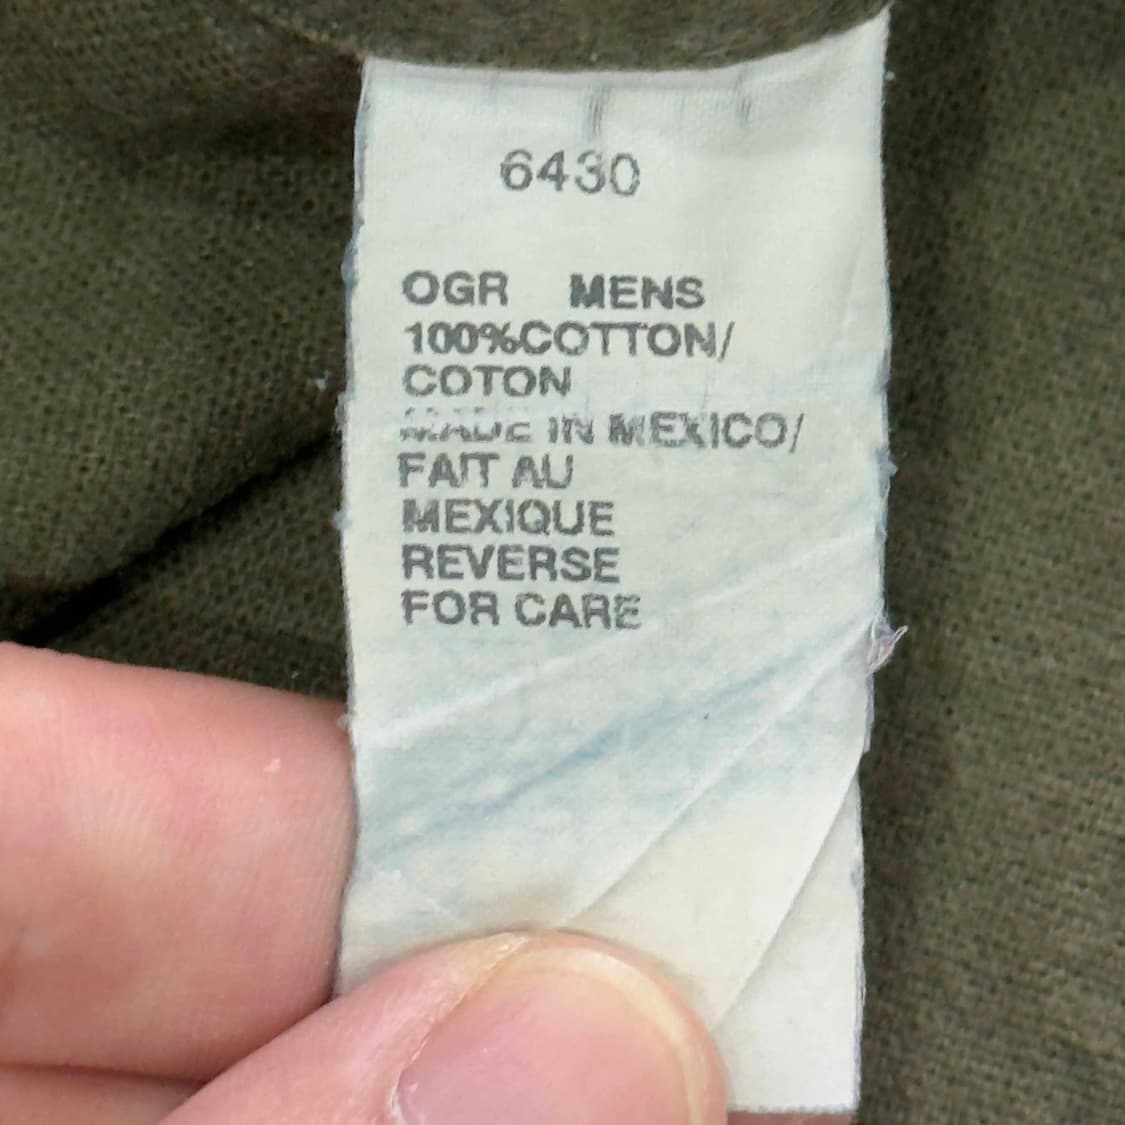 6430
OGR MENS
100%COTTON/
COTON
MADE IN MEXICO/
FAIT AU
MEXIQUE
REVERSE
FOR CARE